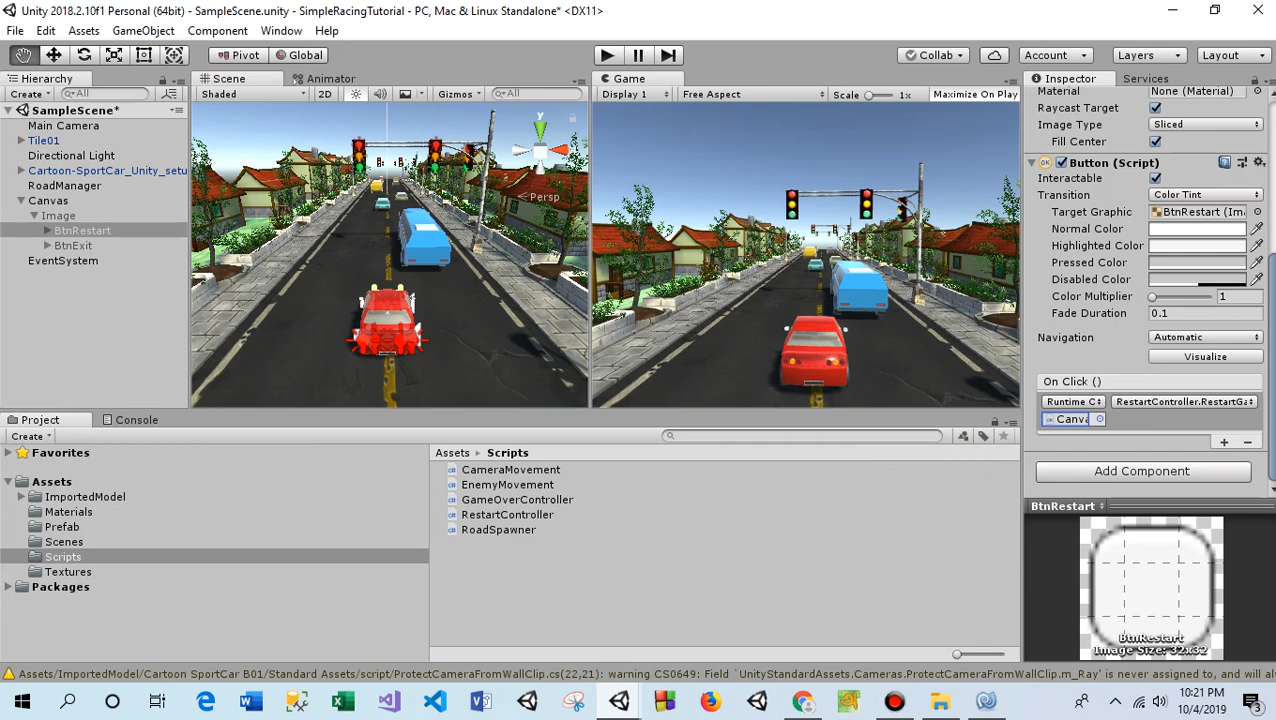 Unity 2018.2.10f1 Personal (64bit) - SampleScene.unity - SimpleRacingTutorial - PC, Mac & Linux Standalone* <DX11>
File Edit Assets GameObject Component Window Help
Pivot Global Collab Account Layers Layout
Hierarchy
Create All
SampleScene*
Main Camera
Tile01
Directional Light
Cartoon-SportCar_Unity_setu
RoadManager
Canvas
Image
BtnRestart
BtnExit
EventSystem
Scene Animator
Shaded 2D Gizmos All
y
Persp
Game
Display 1 Free Aspect Scale 1x Maximize On Play
Inspector Services
Material None (Material)
Raycast Target
Image Type Sliced
Fill Center
OK Button (Script)
Interactable
Transition Color Tint
Target Graphic BtnRestart (Im
Normal Color
Highlighted Color
Pressed Color
Disabled Color
Color Multiplier 1
Fade Duration 0.1
Navigation Automatic
Visualize
On Click ()
Runtime C RestartController.RestartGa
Canva
Add Component
BtnRestart
BtnRestart
Image Size: 32x32
Project Console
Create
Favorites
Assets
ImportedModel
Materials
Prefab
Scenes
Scripts
Textures
Packages
Assets Scripts
CameraMovement
EnemyMovement
GameOverController
RestartController
RoadSpawner
Assets/ImportedModel/Cartoon SportCar B01/Standard Assets/script/ProtectCameraFromWallClip.cs(22,21): warning CS0649: Field `UnityStandardAssets.Cameras.ProtectCameraFromWallClip.m_Ray' is never assigned to, and will al
10:21 PM
10/4/2019
3